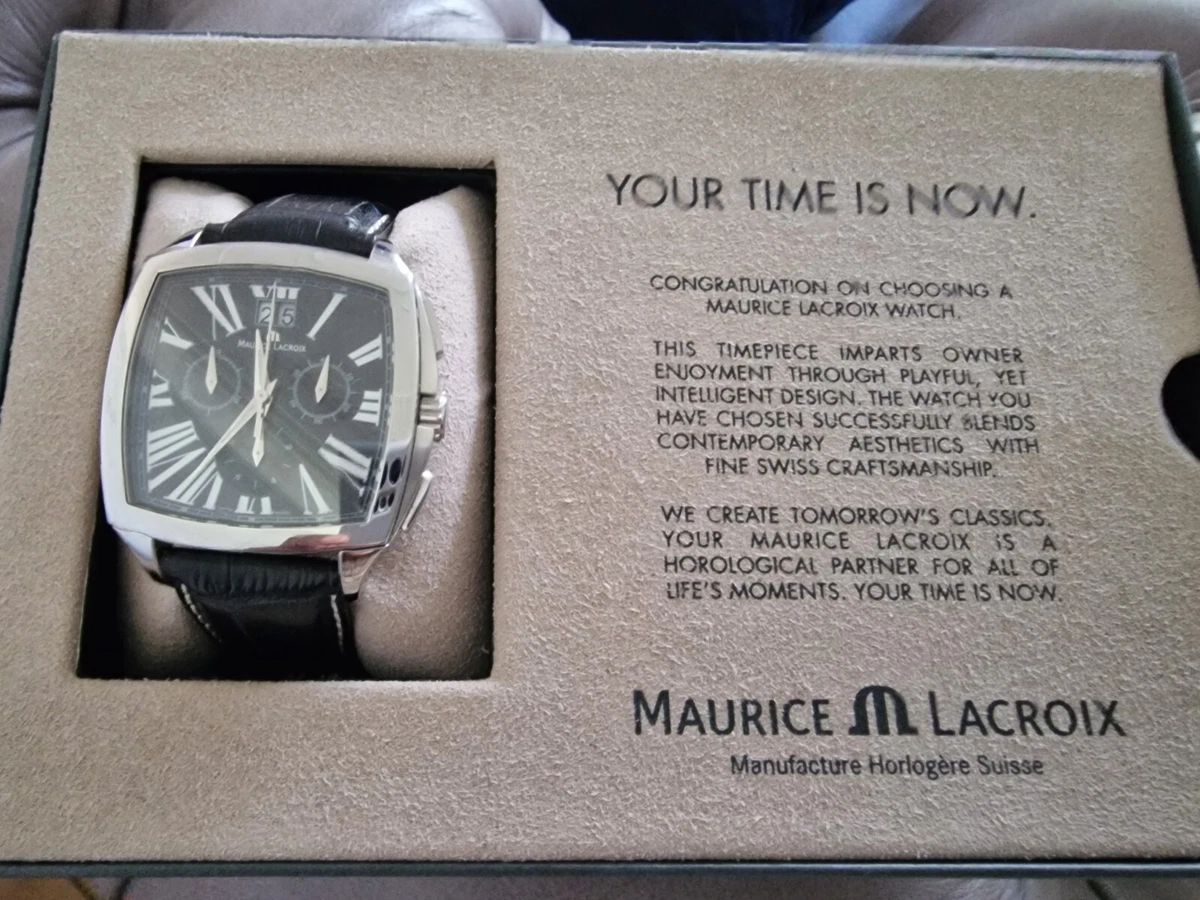 XII
25
MAURICE LACROIX
YOUR TIME IS NOW.
CONGRATULATION ON CHOOSING A
MAURICE LACROIX WATCH.
THIS TIMEPIECE IMPARTS OWNER
ENJOYMENT THROUGH PLAYFUL, YET
INTELLIGENT DESIGN. THE WATCH YOU
HAVE CHOSEN SUCCESSFULLY BLENDS
CONTEMPORARY AESTHETICS WITH
FINE SWISS CRAFTSMANSHIP.
WE CREATE TOMORROW'S CLASSICS.
YOUR MAURICE LACROIX IS A
HOROLOGICAL PARTNER FOR ALL OF
LIFE'S MOMENTS. YOUR TIME IS NOW.
MAURICE M LACROIX
Manufacture Horlogère Suisse